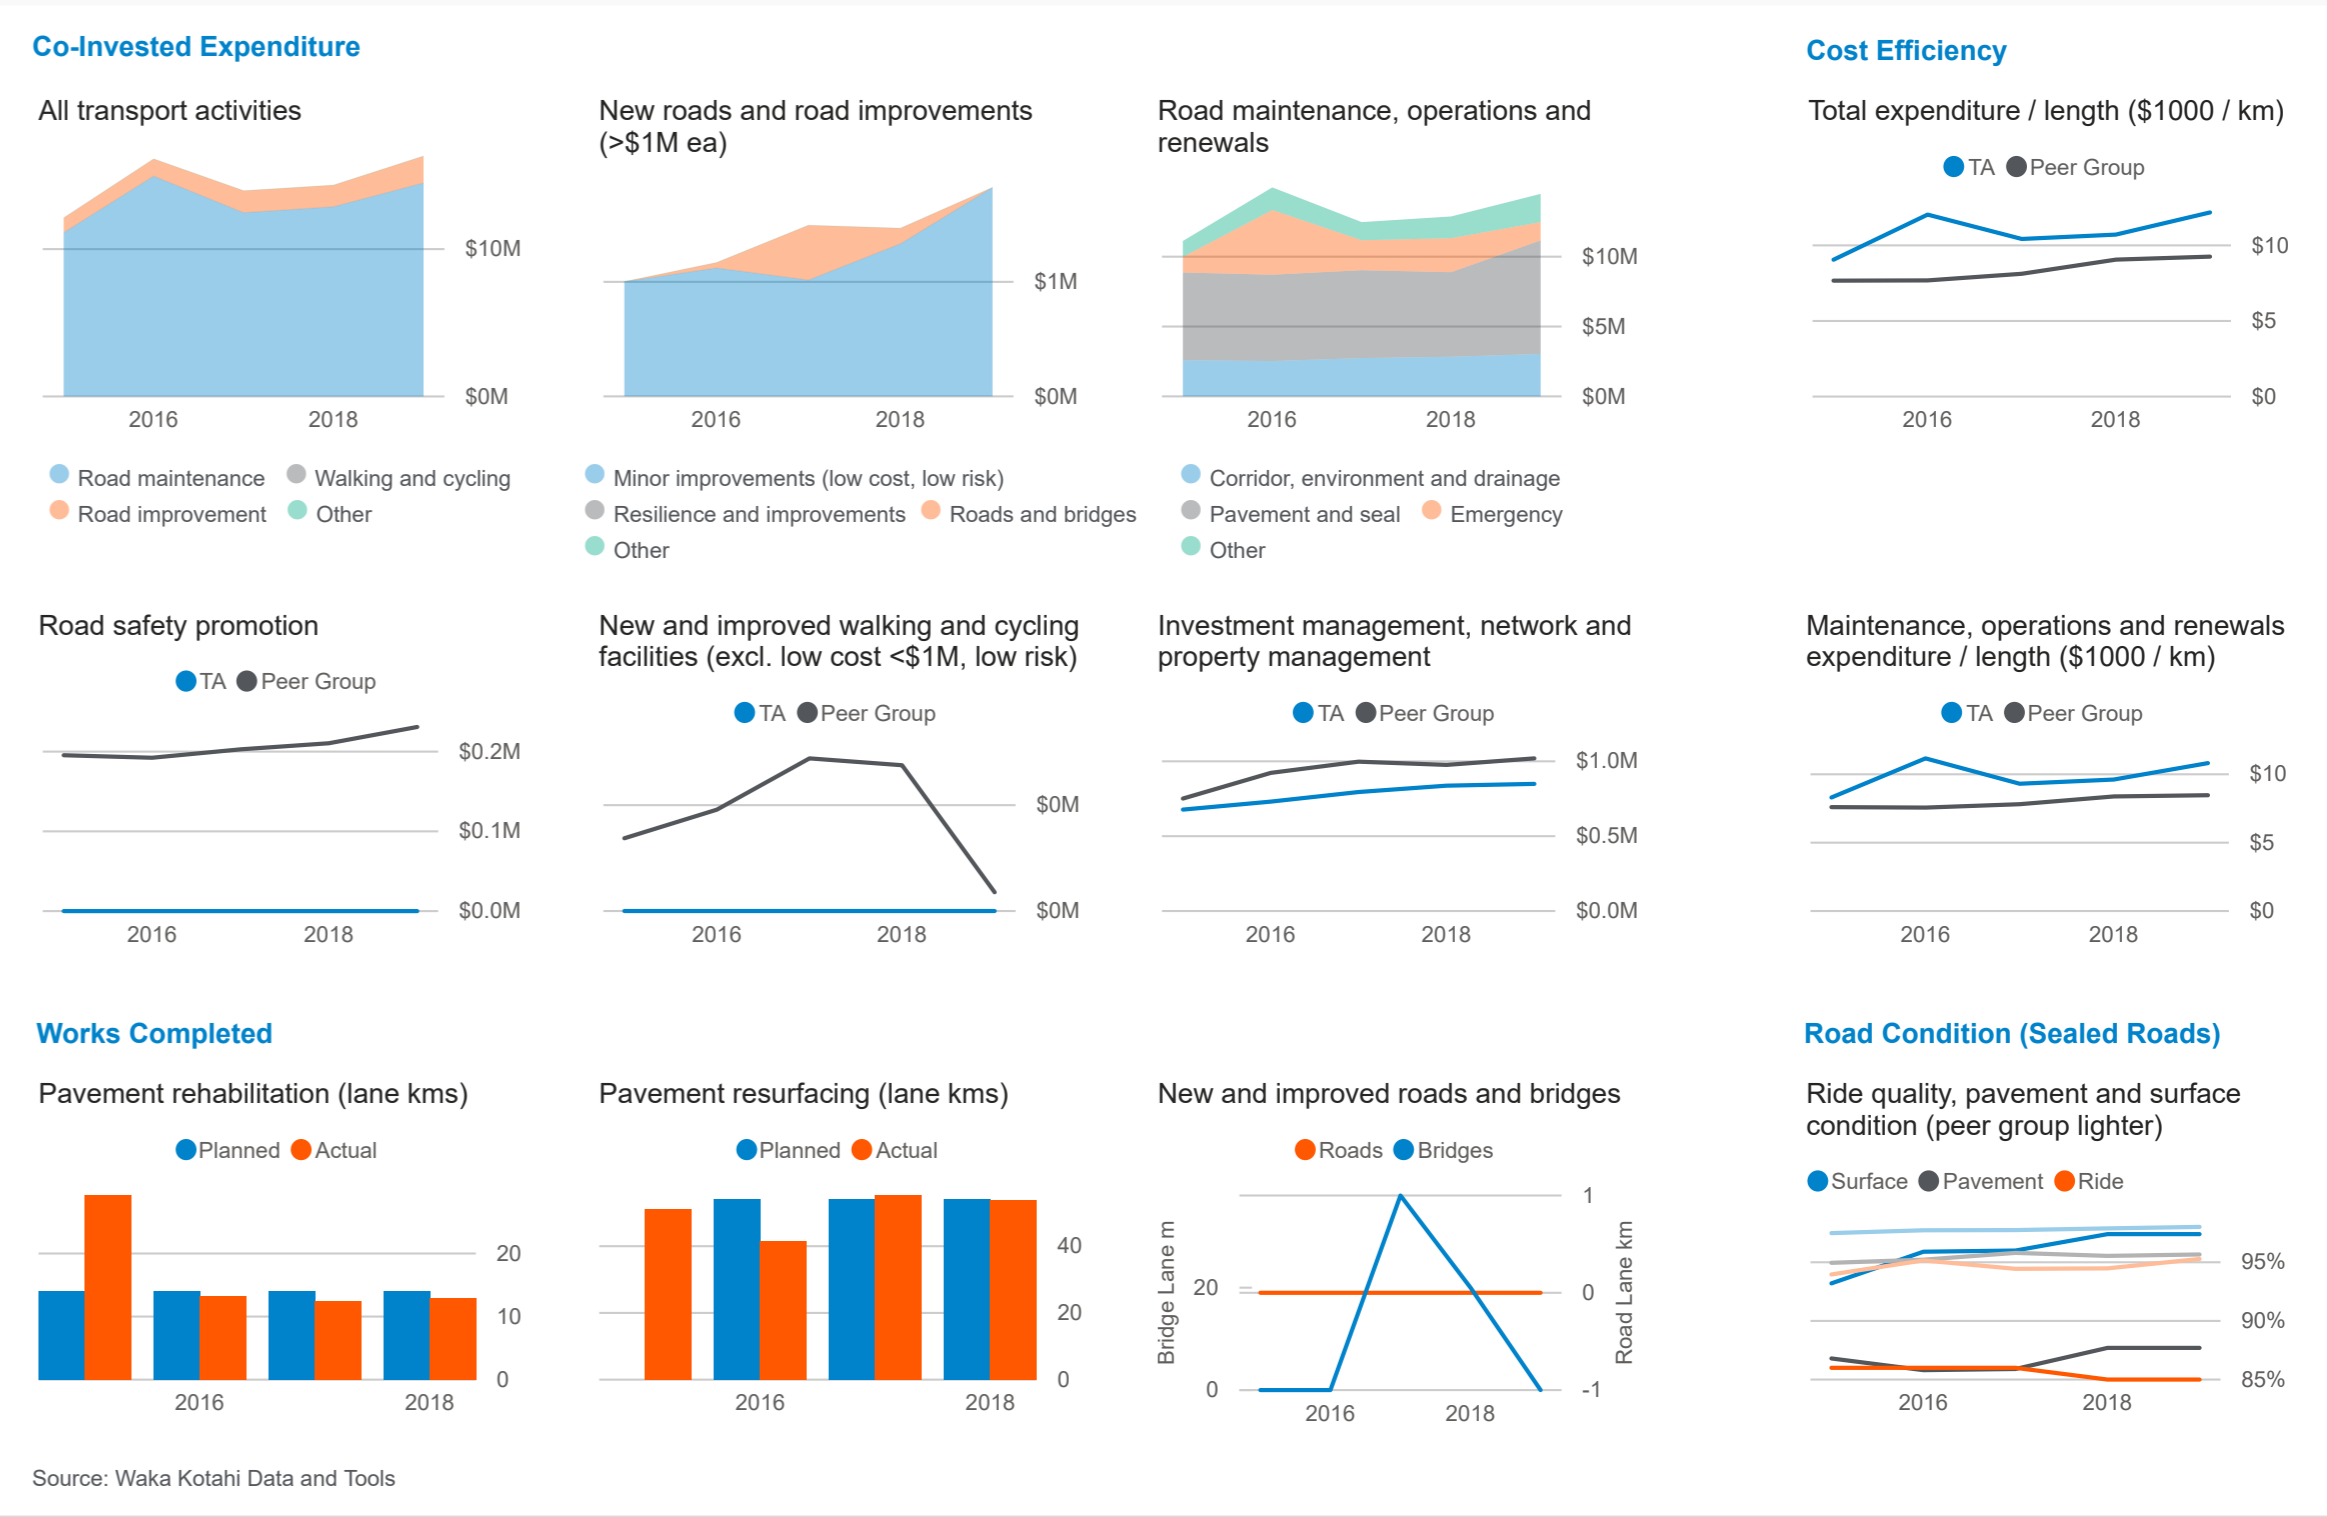 Co-Invested Expenditure
Cost Efficiency
All transport activities
$10M
$0M
2016 2018
Road maintenance Walking and cycling
Road improvement Other
New roads and road improvements
(>$1M ea)
$1M
$0M
2016 2018
Minor improvements (low cost, low risk)
Resilience and improvements Roads and bridges
Other
Road maintenance, operations and
renewals
$10M
$5M
$0M
2016 2018
Corridor, environment and drainage
Pavement and seal Emergency
Other
Total expenditure / length ($1000 / km)
TA Peer Group
$10
$5
$0
2016 2018
Road safety promotion
TA Peer Group
$0.2M
$0.1M
$0.0M
2016 2018
New and improved walking and cycling
facilities (excl. low cost <$1M, low risk)
TA Peer Group
$0M
$0M
2016 2018
Investment management, network and
property management
TA Peer Group
$1.0M
$0.5M
$0.0M
2016 2018
Maintenance, operations and renewals
expenditure / length ($1000 / km)
TA Peer Group
$10
$5
$0
2016 2018
Works Completed
Road Condition (Sealed Roads)
Pavement rehabilitation (lane kms)
Planned Actual
20
10
0
2016 2018
Pavement resurfacing (lane kms)
Planned Actual
40
20
0
2016 2018
New and improved roads and bridges
Roads Bridges
Bridge Lane m
20
0
1
0
-1
Road Lane km
2016 2018
Ride quality, pavement and surface
condition (peer group lighter)
Surface Pavement Ride
95%
90%
85%
2016 2018
Source: Waka Kotahi Data and Tools